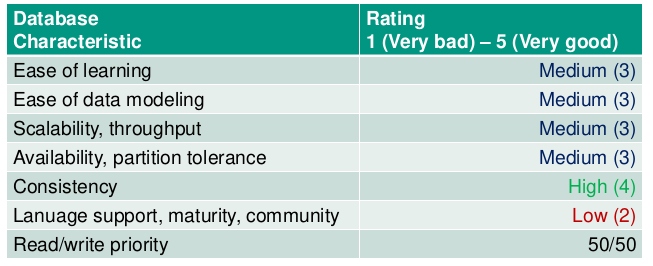 Database Characteristic | Rating 1 (Very bad) – 5 (Very good)
Ease of learning Medium (3)
Ease of data modeling Medium (3)
Scalability, throughput Medium (3)
Availability, partition tolerance Medium (3)
Consistency High (4)
Lanuage support, maturity, community Low (2)
Read/write priority 50/50